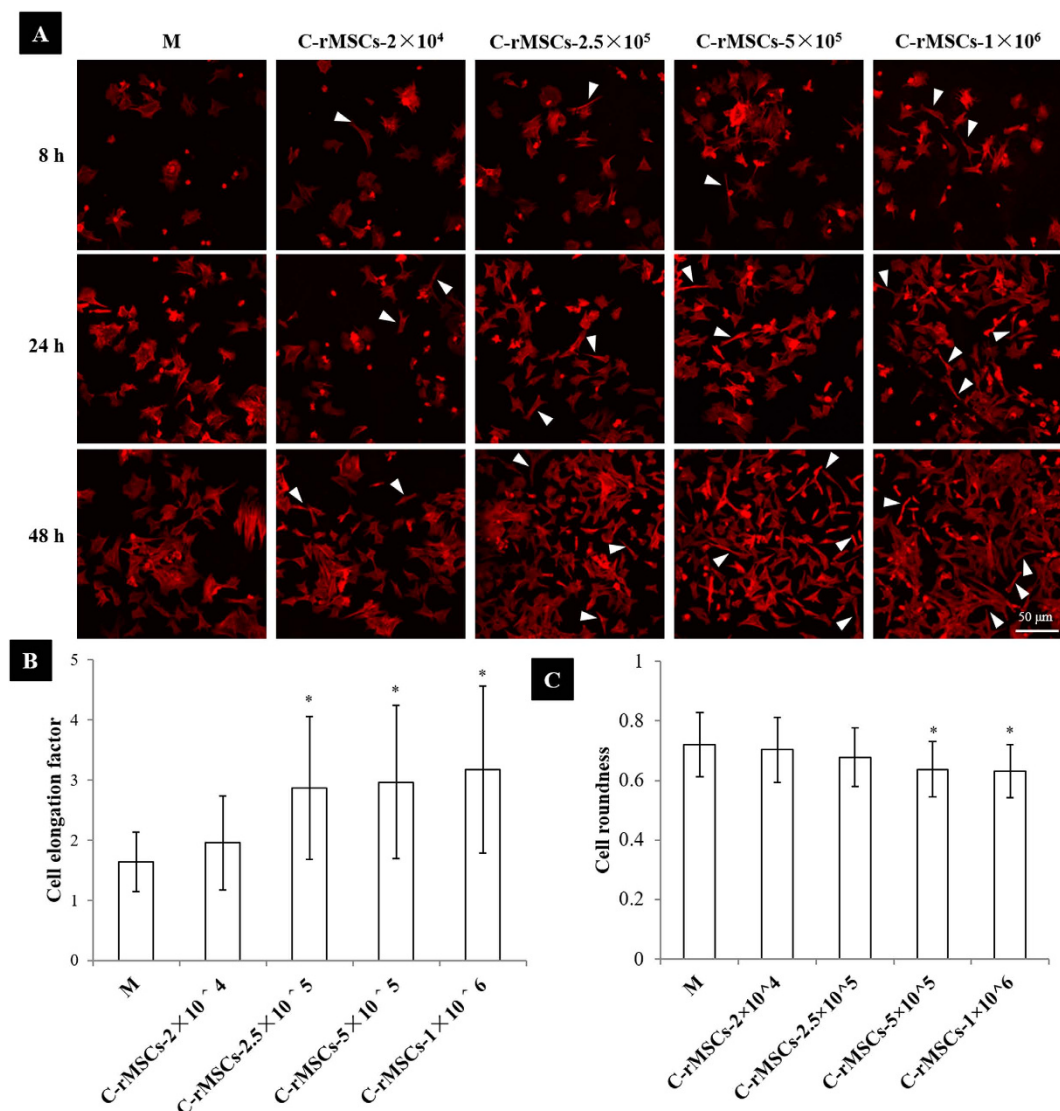 A
M
C-rMSCs-2×10⁴
C-rMSCs-2.5×10⁵
C-rMSCs-5×10⁵
C-rMSCs-1×10⁶
8 h
24 h
48 h
50 μm
B
Cell elongation factor
5
4
3
2
1
0
*
*
*
M
C-rMSCs-2×10^4
C-rMSCs-2.5×10^5
C-rMSCs-5×10^5
C-rMSCs-1×10^6
C
Cell roundness
1
0.8
0.6
0.4
0.2
0
*
*
M
C-rMSCs-2×10^4
C-rMSCs-2.5×10^5
C-rMSCs-5×10^5
C-rMSCs-1×10^6